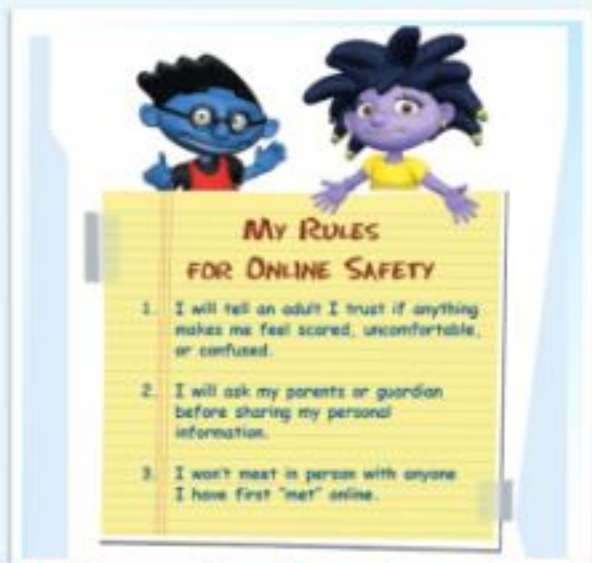 My Rules
for Online Safety
1. I will tell an adult I trust if anything
makes me feel scared, uncomfortable,
or confused.
2. I will ask my parents or guardian
before sharing my personal
information.
3. I won't meet in person with anyone
I have first "met" online.